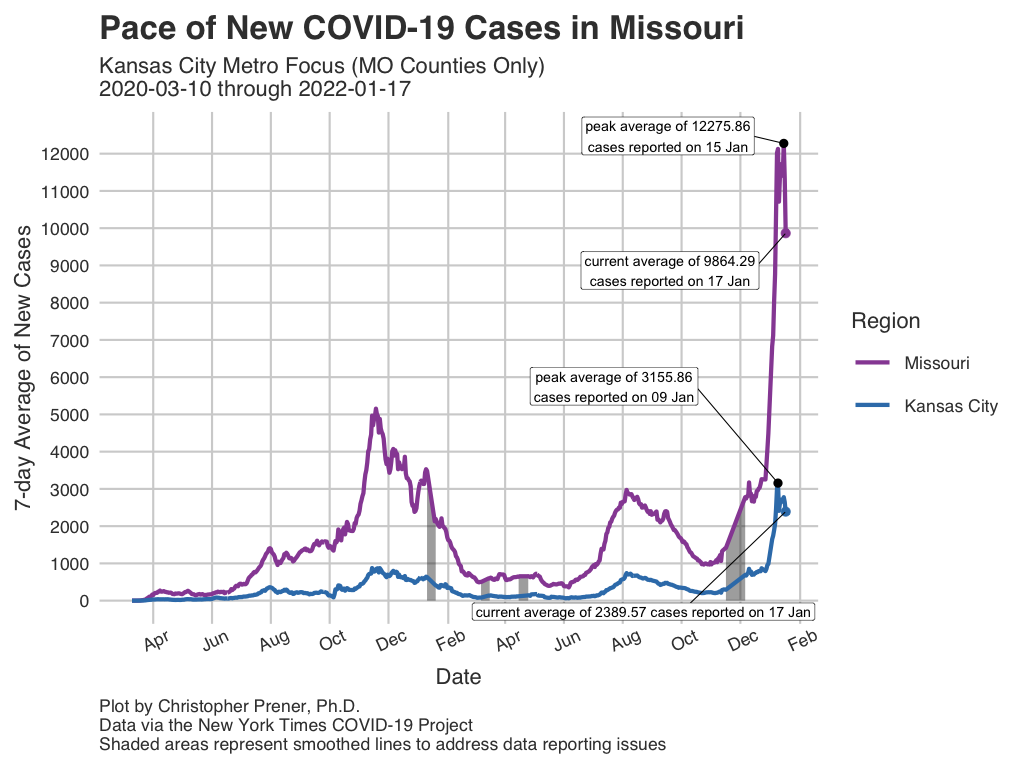 Pace of New COVID-19 Cases in Missouri
Kansas City Metro Focus (MO Counties Only)
2020-03-10 through 2022-01-17
7-day Average of New Cases
12000
11000
10000
9000
8000
7000
6000
5000
4000
3000
2000
1000
0
peak average of 12275.86
cases reported on 15 Jan
current average of 9864.29
cases reported on 17 Jan
peak average of 3155.86
cases reported on 09 Jan
current average of 2389.57 cases reported on 17 Jan
Apr
Jun
Aug
Oct
Dec
Feb
Apr
Jun
Aug
Oct
Dec
Feb
Date
Region
Missouri
Kansas City
Plot by Christopher Prener, Ph.D.
Data via the New York Times COVID-19 Project
Shaded areas represent smoothed lines to address data reporting issues